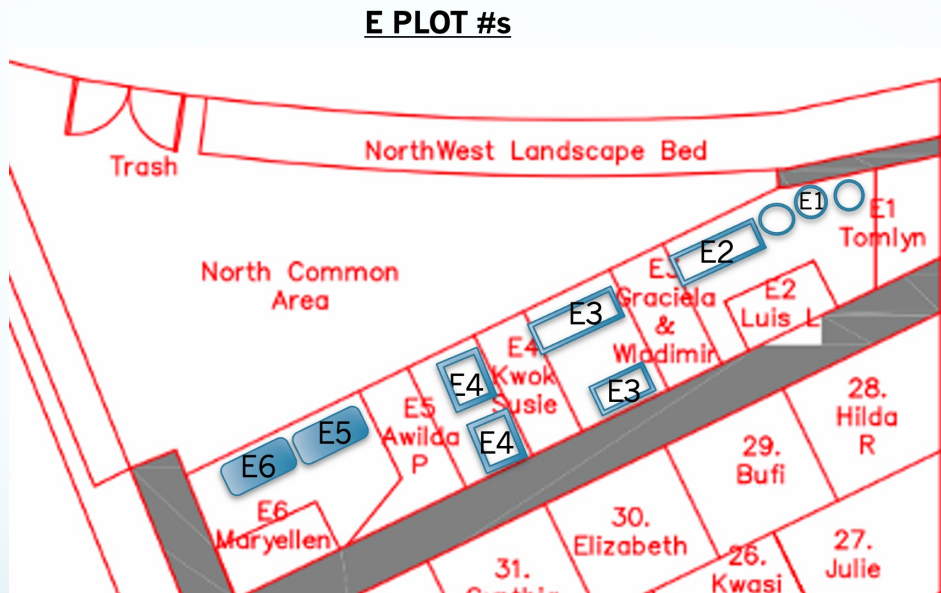 E PLOT #s
Trash
NorthWest Landscape Bed
North Common
Area
E1
E1
Tomlyn
E2
E2
Luis L
E3
Graciela
&
Wladimir
E3
E3
E4
Kwok
Susie
E4
E4
E5
Awilda
P
E5
E6
E6
Maryellen
28.
Hilda
R
29.
Bufi
30.
Elizabeth
31.
27.
Julie
26.
Kwasi